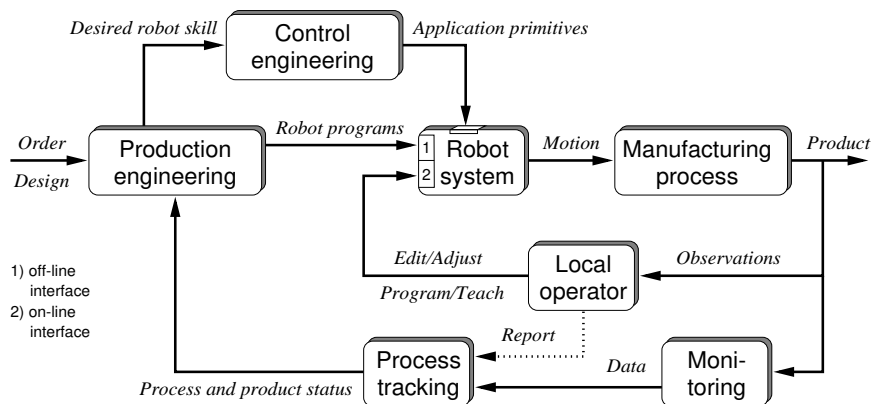 Desired robot skill
Control
engineering
Application primitives
Order
Design
Production
engineering
Robot programs
1
2
Robot
system
Motion
Manufacturing
process
Product
1) off-line
interface
2) on-line
interface
Edit/Adjust
Program/Teach
Local
operator
Observations
Report
Process and product status
Process
tracking
Data
Moni-
toring